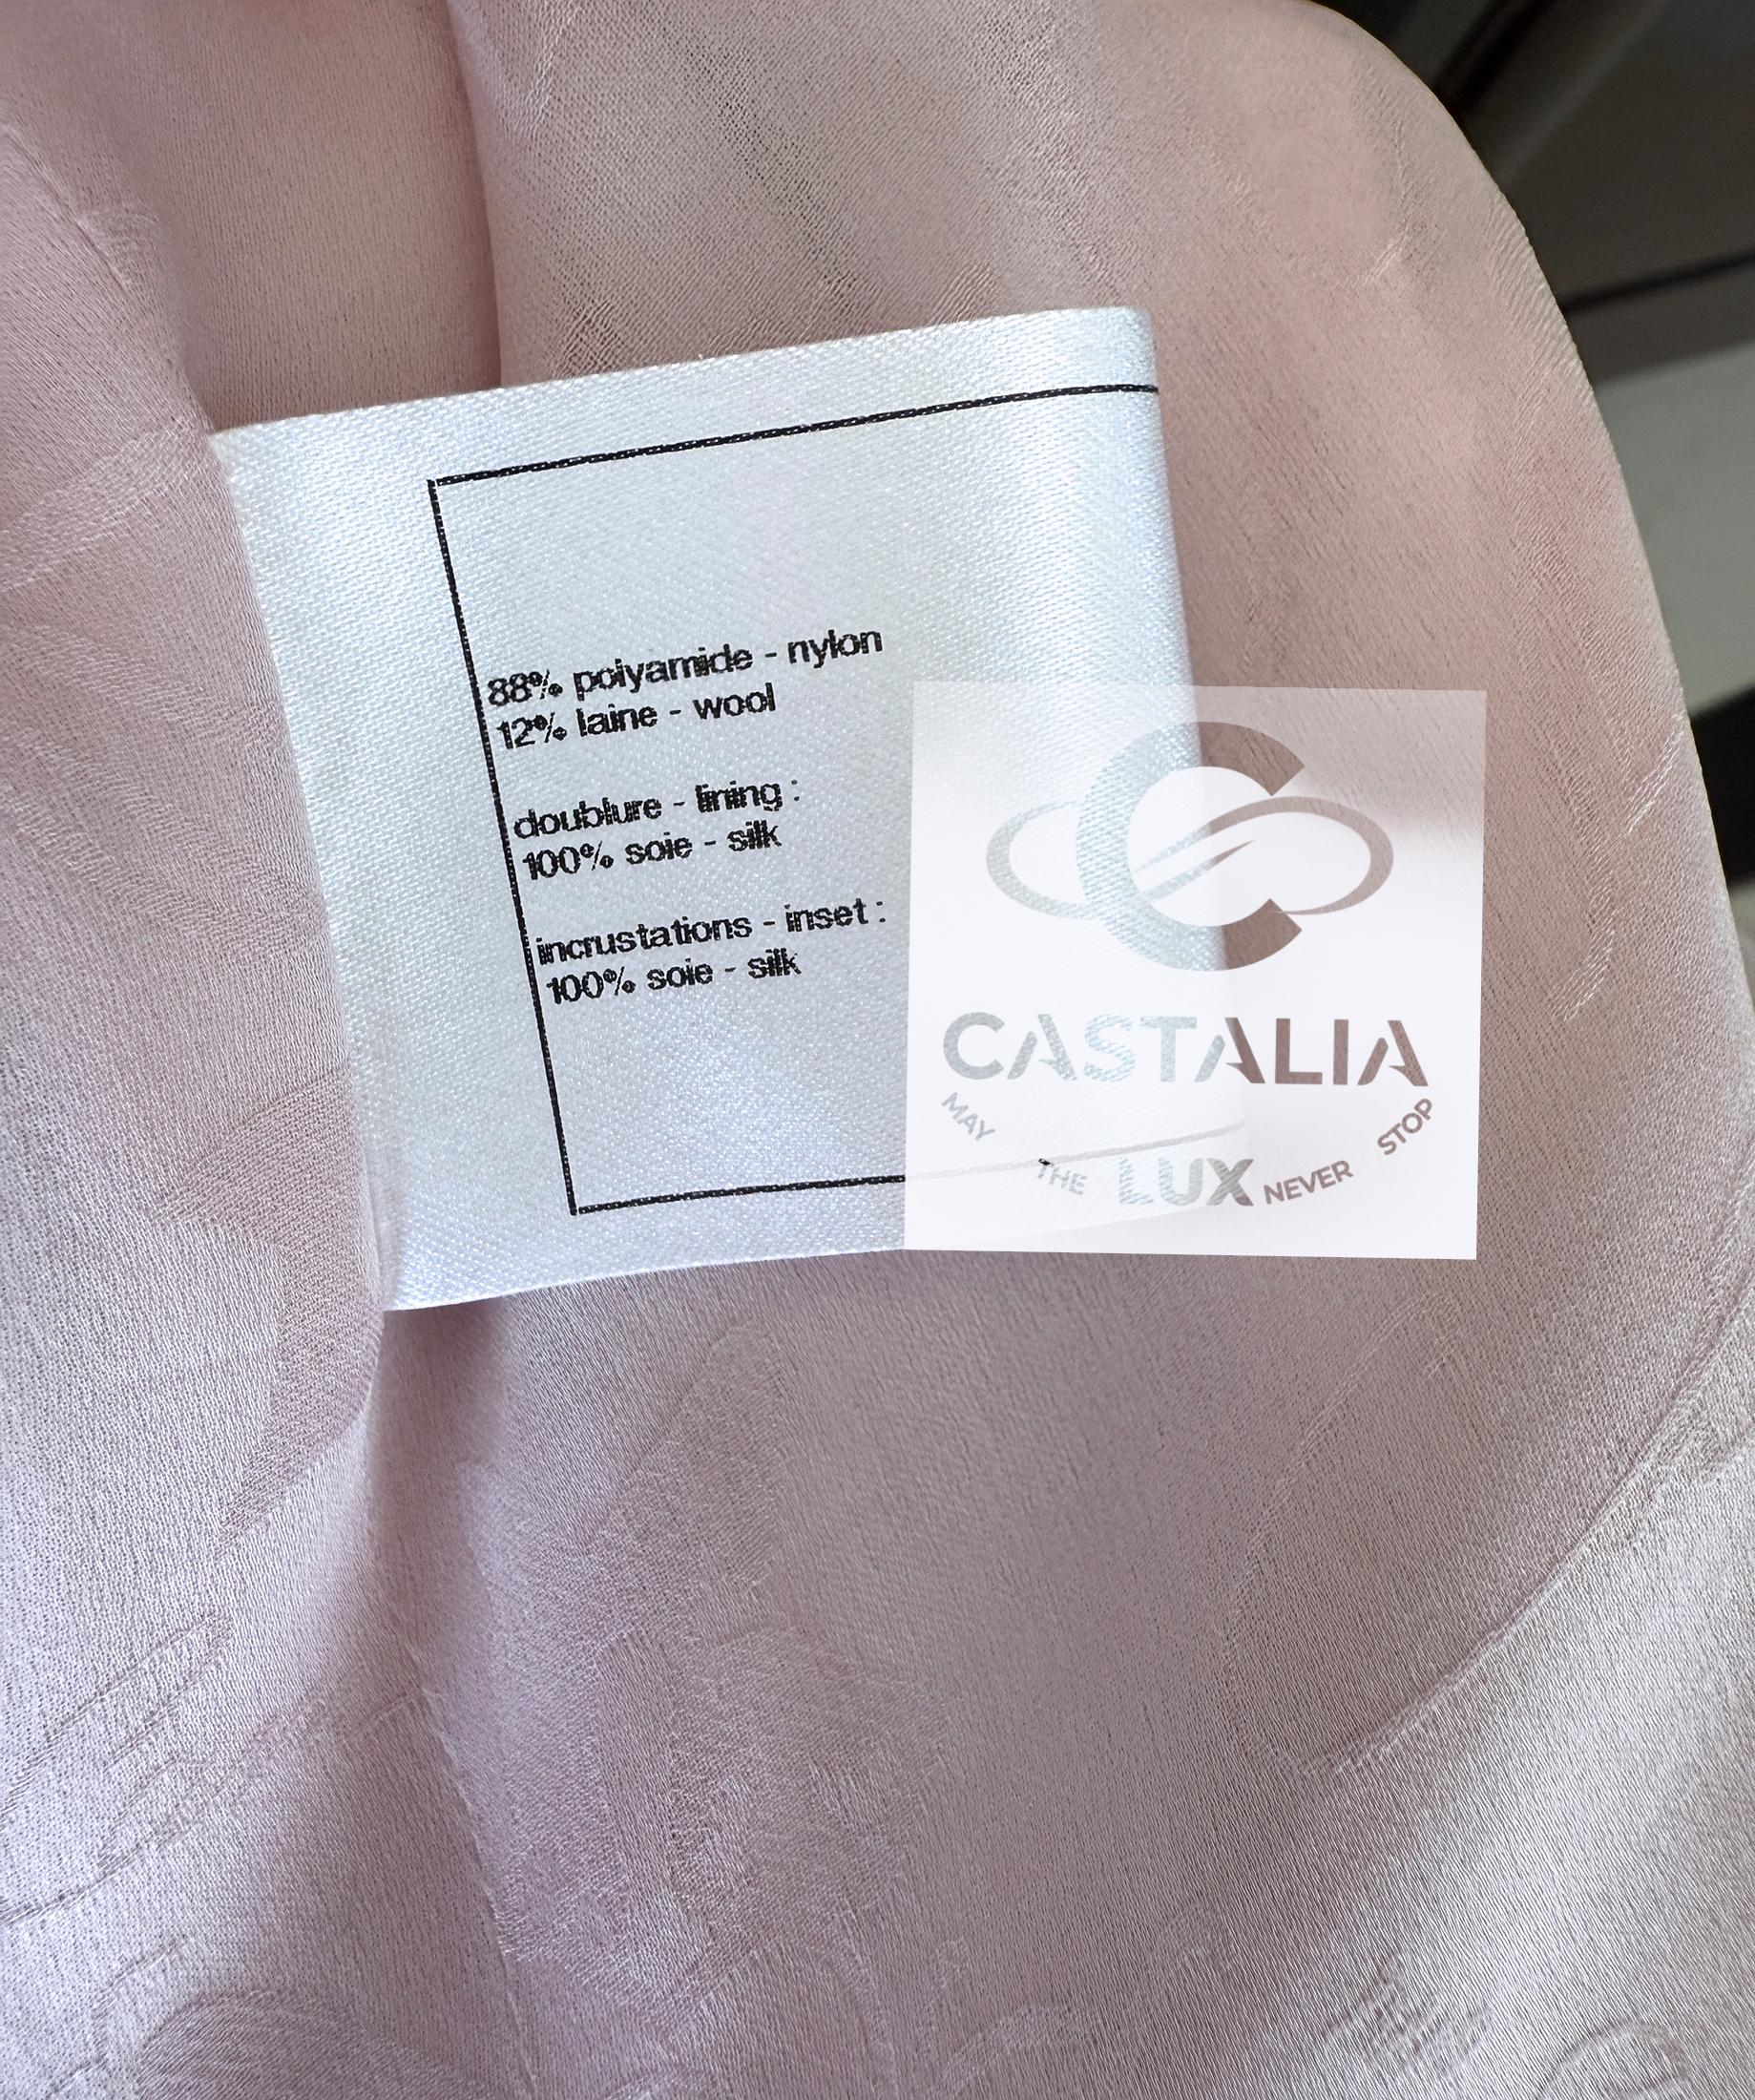 88% polyamide - nylon
12% laine - wool
doublure - lining :
100% soie - silk
incrustations - inset :
100% soie - silk
CASTALIA
MAY THE LUX NEVER STOP